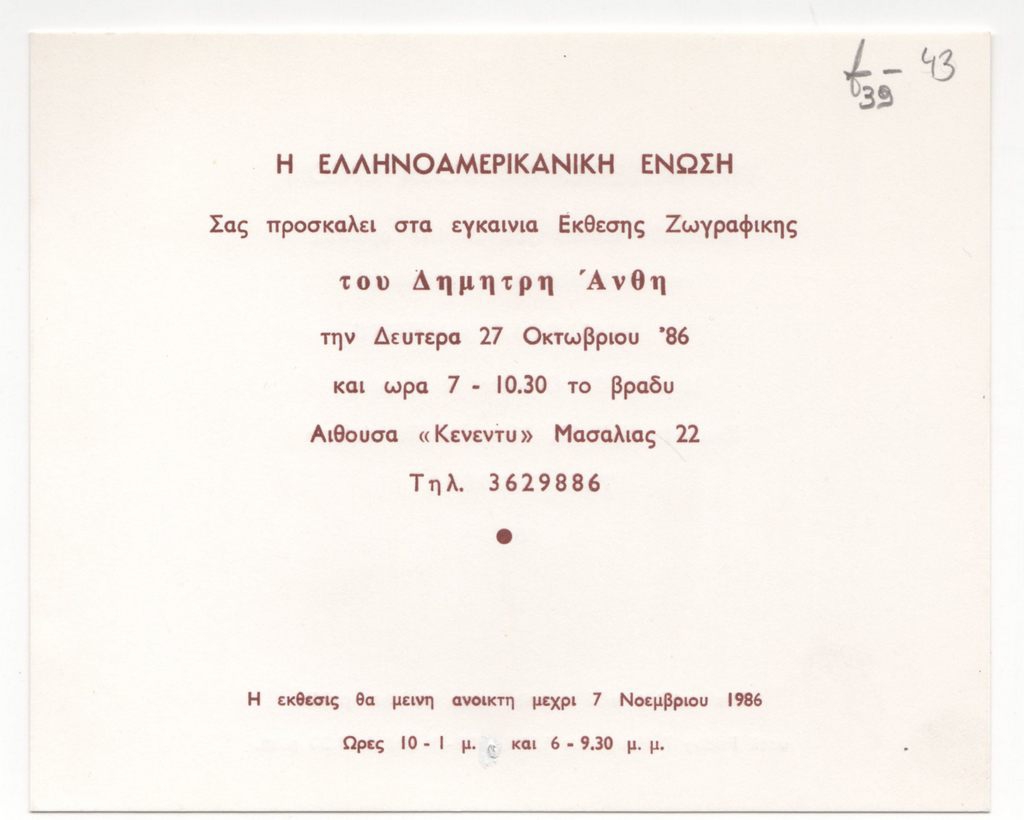 f - 43
39
Η ΕΛΛΗΝΟΑΜΕΡΙΚΑΝΙΚΗ ΕΝΩΣΗ
Σας προσκαλει στα εγκαινια Εκθεσης Ζωγραφικης
του Δημητρη Άνθη
την Δευτερα 27 Οκτωβριου '86
και ωρα 7 - 10.30 το βραδυ
Αιθουσα «Κενεντυ» Μασαλιας 22
Τηλ. 3629886
Η εκθεσις θα μεινη ανοικτη μεχρι 7 Νοεμβριου 1986
Ωρες 10 - 1 μ. και 6 - 9.30 μ. μ.